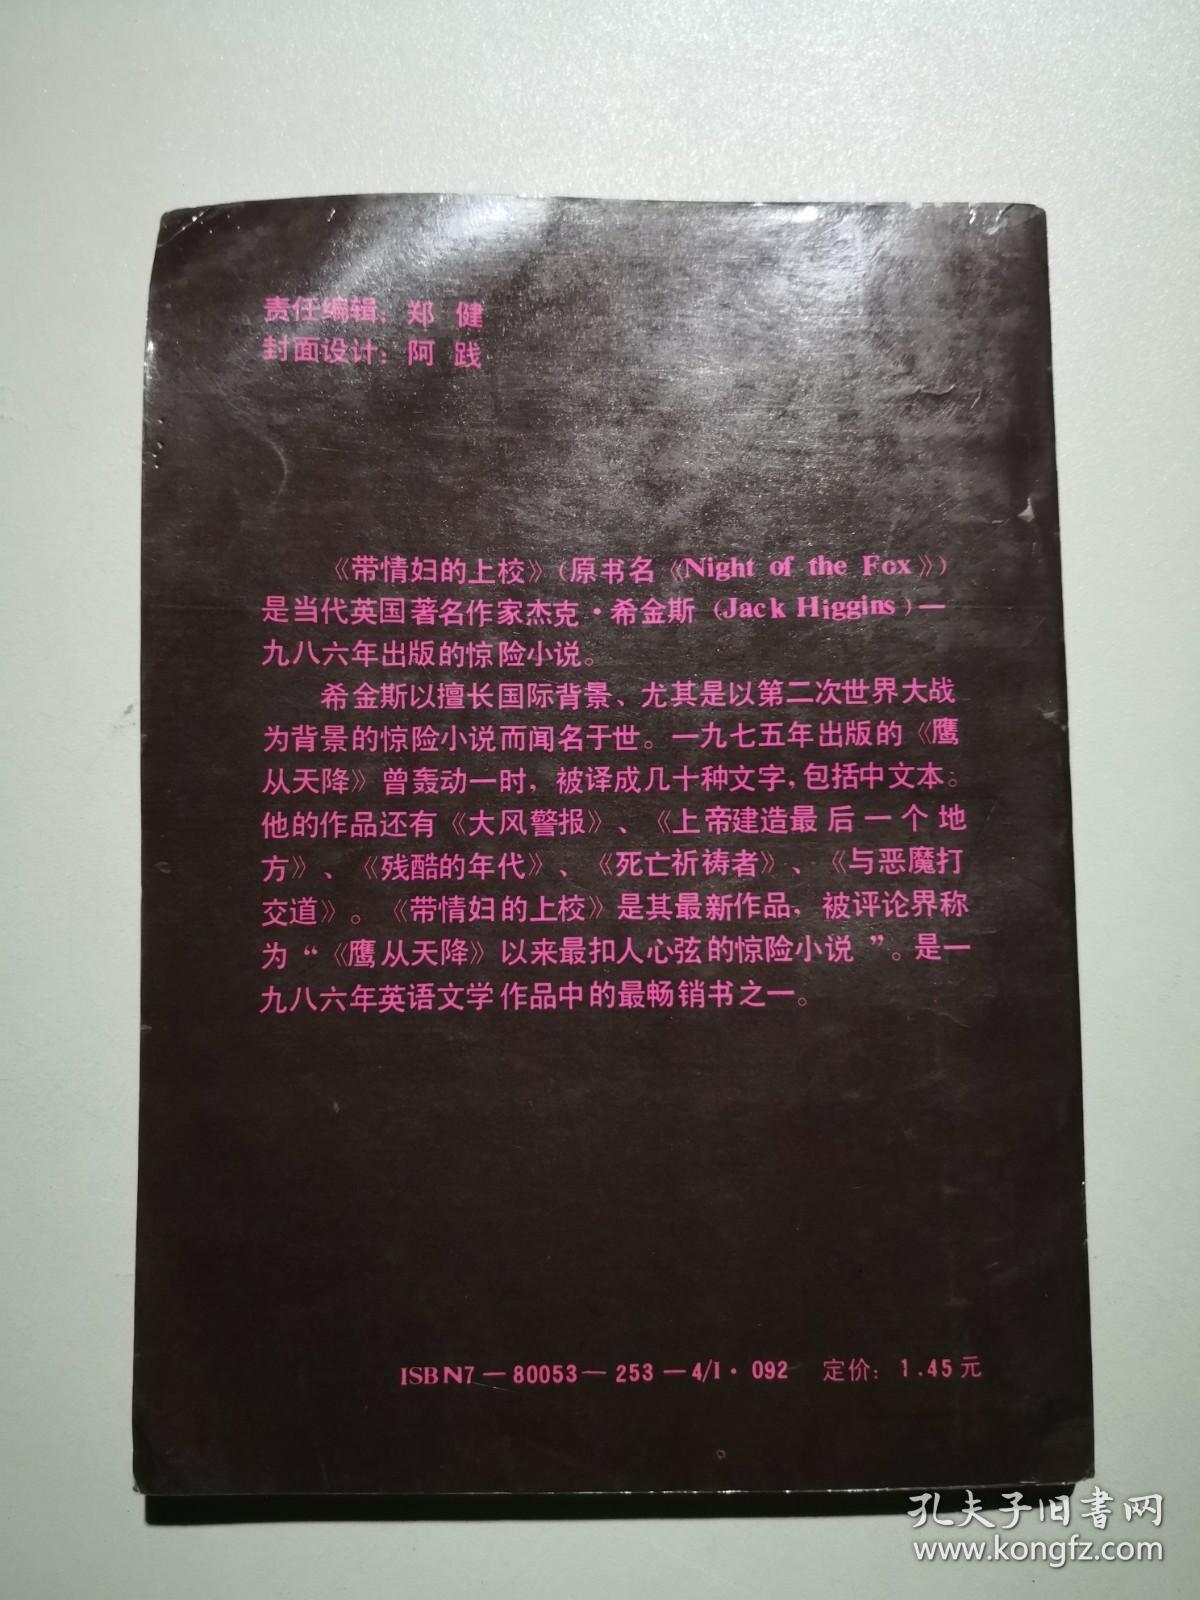 责任编辑：郑 健
封面设计：阿 践
《带情妇的上校》(原书名《Night of the Fox》)
是当代英国著名作家杰克·希金斯 (Jack Higgins)一
九八六年出版的惊险小说。
希金斯以擅长国际背景、尤其是以第二次世界大战
为背景的惊险小说而闻名于世。一九七五年出版的《鹰
从天降》曾轰动一时，被译成几十种文字，包括中文本。
他的作品还有《大风警报》、《上帝建造最后一个地
方》、《残酷的年代》、《死亡祈祷者》、《与恶魔打
交道》。《带情妇的上校》是其最新作品，被评论界称
为“《鹰从天降》以来最扣人心弦的惊险小说”。是一
九八六年英语文学作品中的最畅销书之一。
ISBN7—80053—253—4/I·092 定价：1.45元
孔夫子旧书网
www.kongfz.com